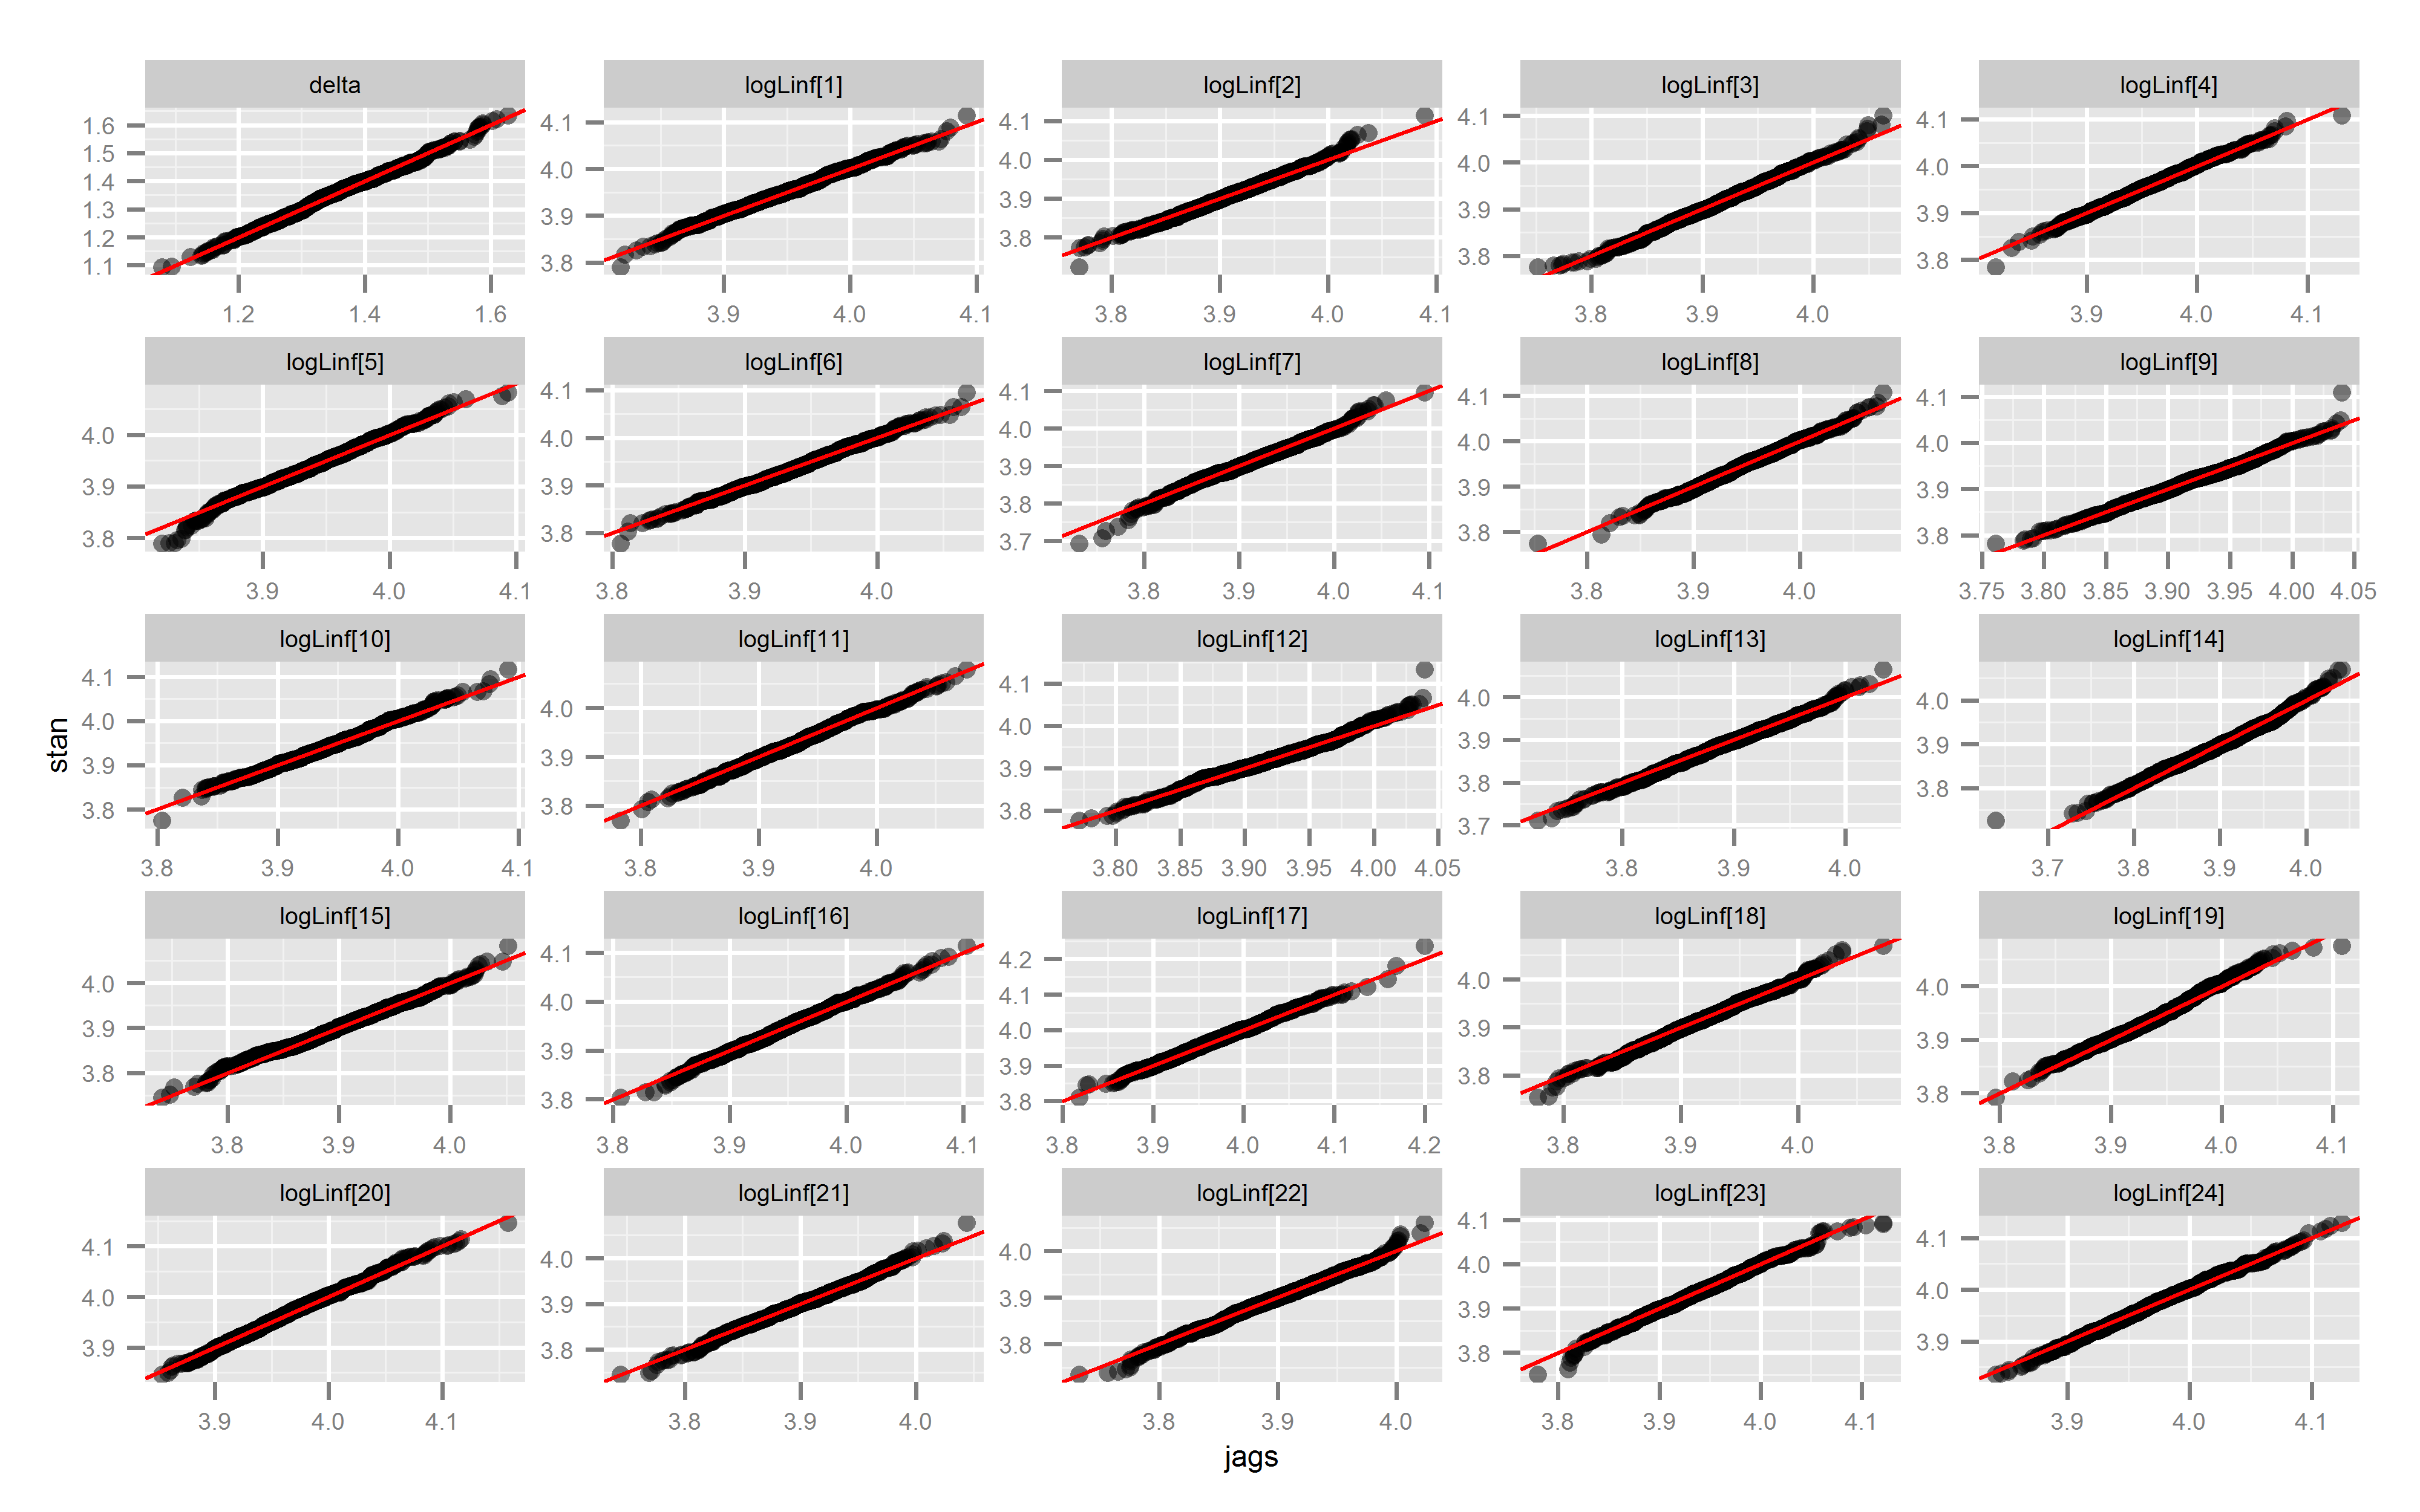 delta logLinf[1] logLinf[2] logLinf[3] logLinf[4]
1.6 1.5 1.4 1.3 1.2 1.1 4.1 4.0 3.9 3.8 4.1 4.0 3.9 3.8 4.1 4.0 3.9 3.8 4.1 4.0 3.9 3.8
1.2 1.4 1.6 3.9 4.0 4.1 3.8 3.9 4.0 4.1 3.8 3.9 4.0 3.9 4.0 4.1
logLinf[5] logLinf[6] logLinf[7] logLinf[8] logLinf[9]
4.0 3.9 3.8 4.1 4.0 3.9 3.8 4.1 4.0 3.9 3.8 3.7 4.1 4.0 3.9 3.8 4.1 4.0 3.9 3.8
3.9 4.0 4.1 3.8 3.9 4.0 3.8 3.9 4.0 4.1 3.8 3.9 4.0 3.75 3.80 3.85 3.90 3.95 4.00 4.05
logLinf[10] logLinf[11] logLinf[12] logLinf[13] logLinf[14]
4.1 4.0 3.9 3.8 4.0 3.9 3.8 4.1 4.0 3.9 3.8 4.0 3.9 3.8 3.7 4.0 3.9 3.8
3.8 3.9 4.0 4.1 3.8 3.9 4.0 3.80 3.85 3.90 3.95 4.00 4.05 3.8 3.9 4.0 3.7 3.8 3.9 4.0
stan
logLinf[15] logLinf[16] logLinf[17] logLinf[18] logLinf[19]
4.0 3.9 3.8 4.1 4.0 3.9 3.8 4.2 4.1 4.0 3.9 3.8 4.0 3.9 3.8 4.0 3.9 3.8
3.8 3.9 4.0 3.8 3.9 4.0 4.1 3.8 3.9 4.0 4.1 4.2 3.8 3.9 4.0 3.8 3.9 4.0 4.1
logLinf[20] logLinf[21] logLinf[22] logLinf[23] logLinf[24]
4.1 4.0 3.9 4.0 3.9 3.8 4.0 3.9 3.8 4.1 4.0 3.9 3.8 4.1 4.0 3.9
3.9 4.0 4.1 3.8 3.9 4.0 3.8 3.9 4.0 3.8 3.9 4.0 4.1 3.9 4.0 4.1
jags